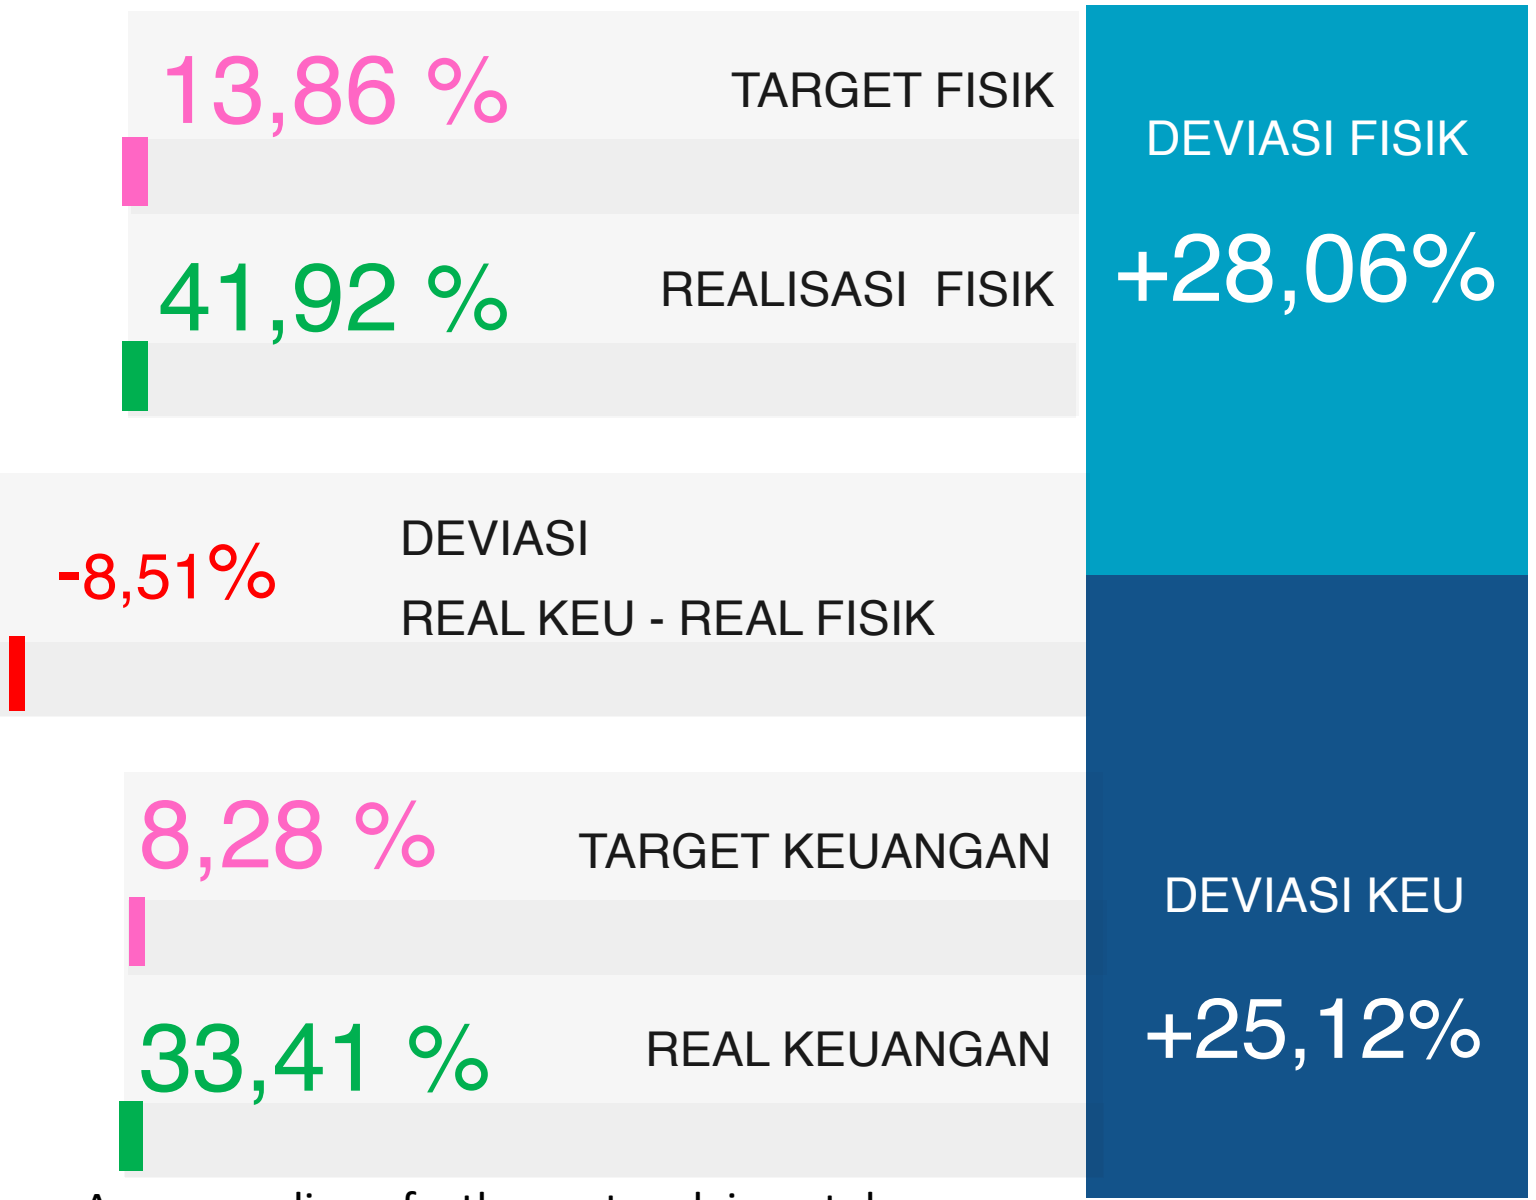 13,86 % TARGET FISIK
41,92 % REALISASI FISIK
DEVIASI FISIK
+28,06%
-8,51%
DEVIASI
REAL KEU - REAL FISIK
8,28 % TARGET KEUANGAN
33,41 % REAL KEUANGAN
DEVIASI KEU
+25,12%